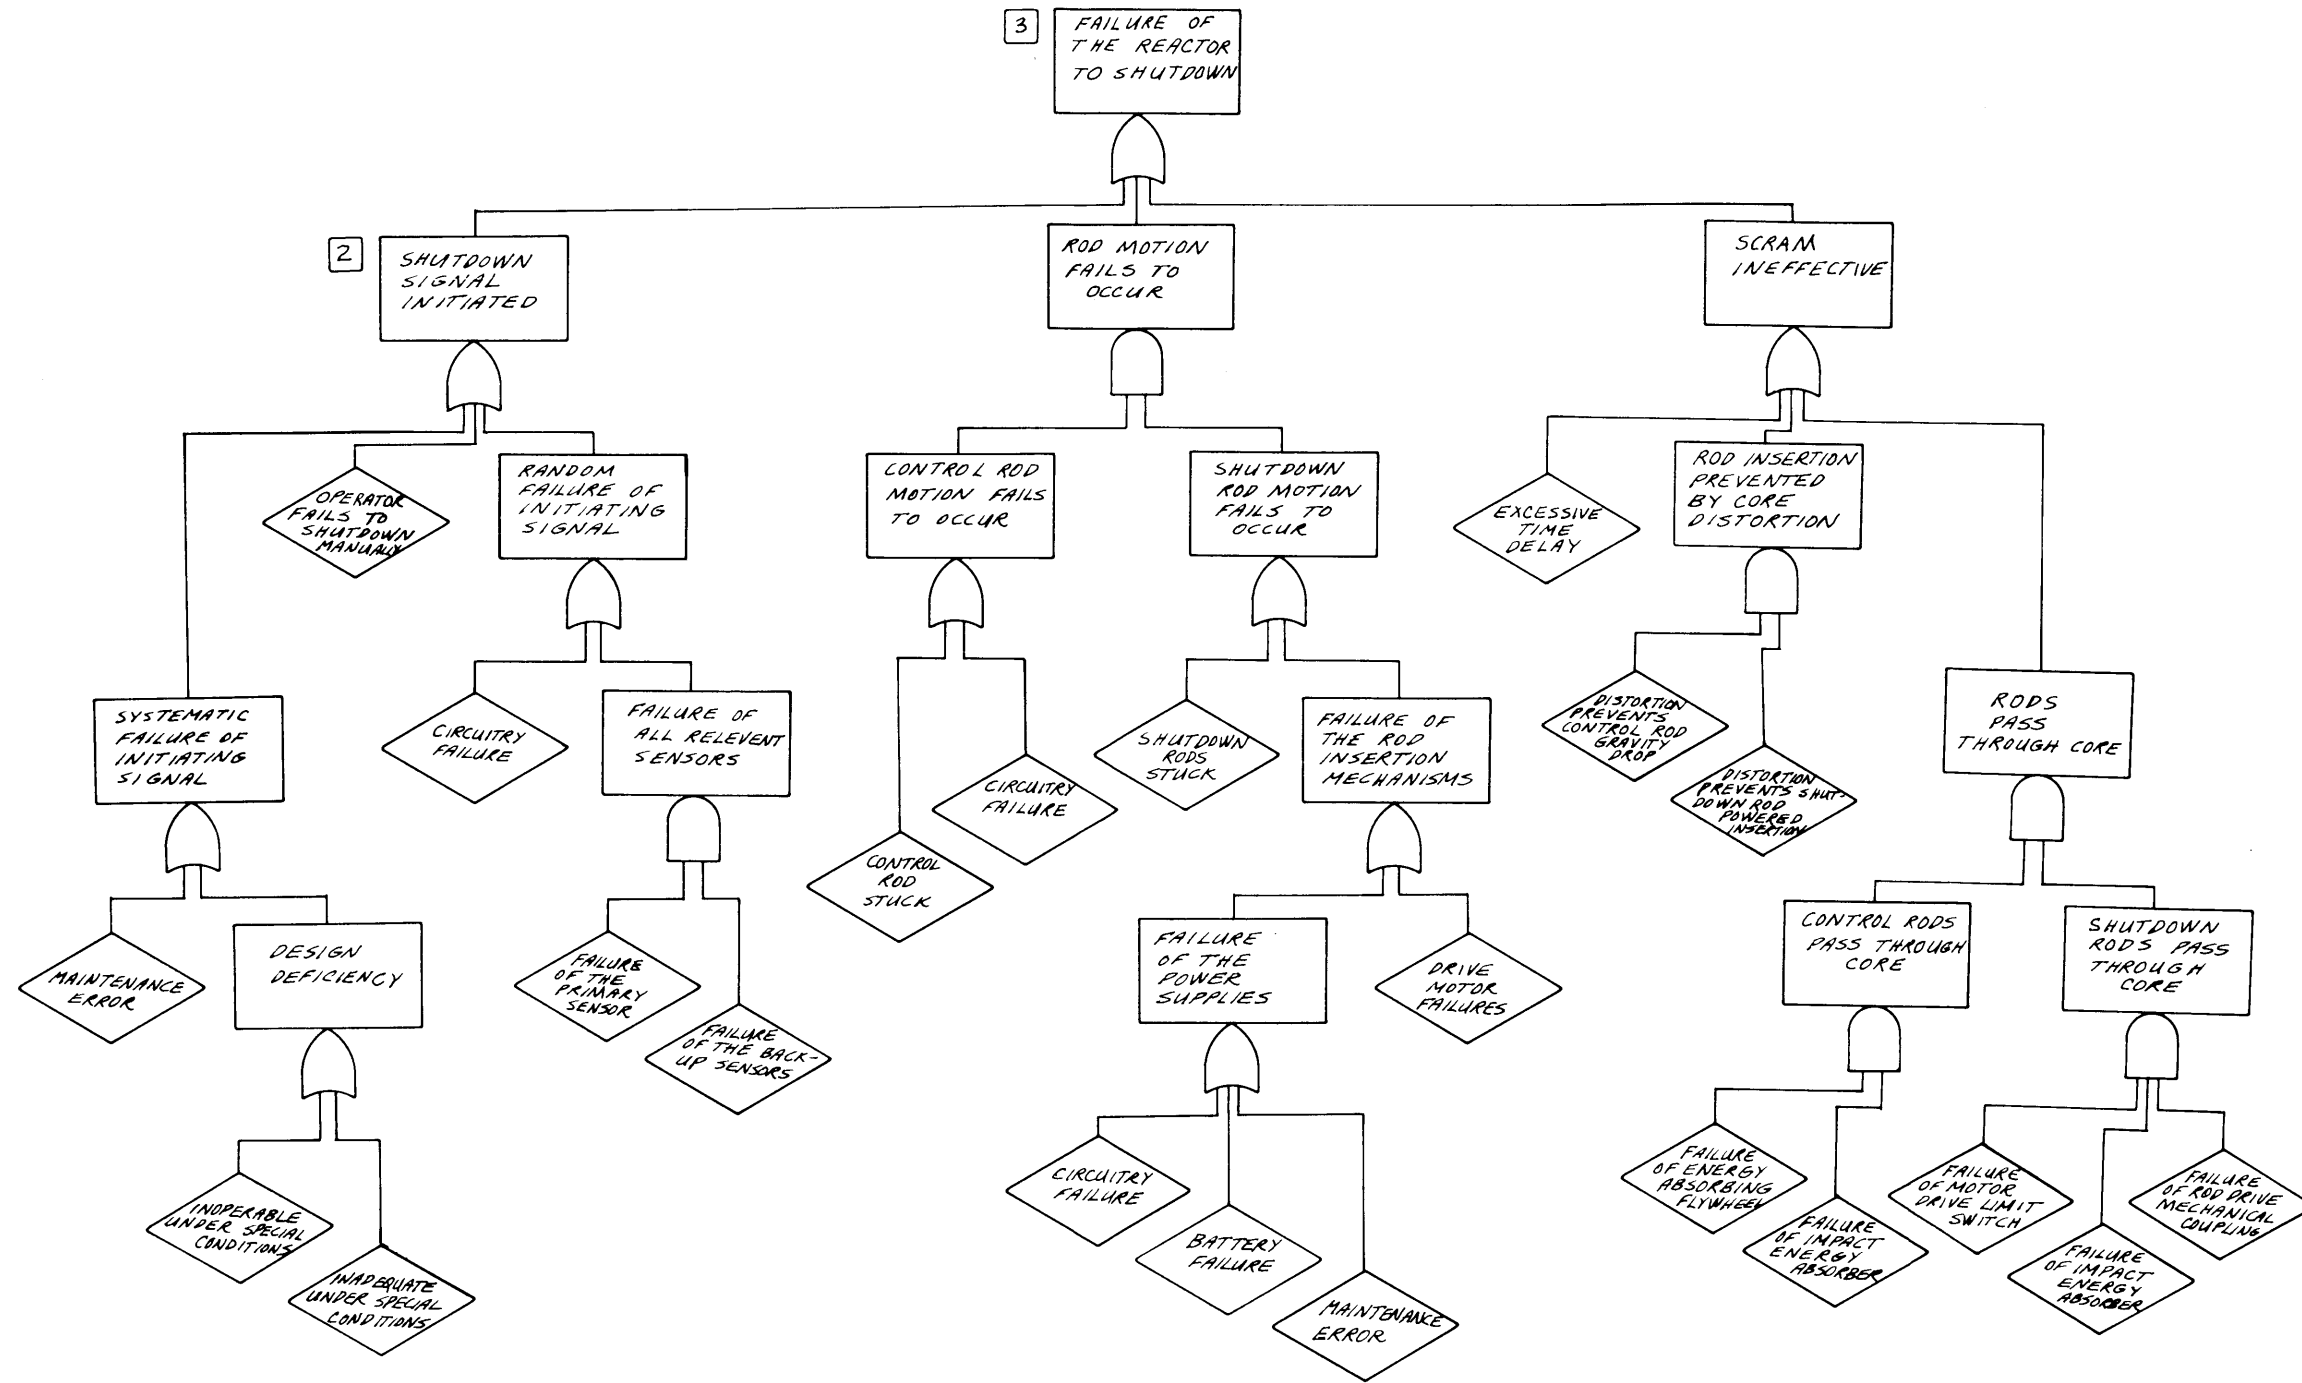 3
FAILURE OF
THE REACTOR
TO SHUTDOWN
2
SHUTDOWN
SIGNAL
INITIATED
ROD MOTION
FAILS TO
OCCUR
SCRAM
INEFFECTIVE
OPERATOR
FAILS TO
SHUTDOWN
MANUALLY
RANDOM
FAILURE OF
INITIATING
SIGNAL
CONTROL ROD
MOTION FAILS
TO OCCUR
SHUTDOWN
ROD MOTION
FAILS TO
OCCUR
EXCESSIVE
TIME
DELAY
ROD INSERTION
PREVENTED
BY CORE
DISTORTION
SYSTEMATIC
FAILURE OF
INITIATING
SIGNAL
CIRCUITRY
FAILURE
FAILURE OF
ALL RELEVENT
SENSORS
CONTROL
ROD
STUCK
CIRCUITRY
FAILURE
SHUTDOWN
RODS
STUCK
FAILURE OF
THE ROD
INSERTION
MECHANISMS
DISTORTION
PREVENTS
CONTROL ROD
GRAVITY
DROP
DISTORTION
PREVENTS SHUT-
DOWN ROD
POWERED
INSERTION
RODS
PASS
THROUGH CORE
MAINTENANCE
ERROR
DESIGN
DEFICIENCY
FAILURE
OF THE
PRIMARY
SENSOR
FAILURE
OF THE BACK-
UP SENSORS
FAILURE
OF THE
POWER
SUPPLIES
DRIVE
MOTOR
FAILURES
CONTROL RODS
PASS THROUGH
CORE
SHUTDOWN
RODS PASS
THROUGH
CORE
INOPERABLE
UNDER SPECIAL
CONDITIONS
INADEQUATE
UNDER SPECIAL
CONDITIONS
CIRCUITRY
FAILURE
BATTERY
FAILURE
MAINTENANCE
ERROR
FAILURE
OF ENERGY
ABSORBING
FLYWHEEL
FAILURE
OF IMPACT
ENERGY
ABSORBER
FAILURE
OF MOTOR
DRIVE LIMIT
SWITCH
FAILURE
OF IMPACT
ENERGY
ABSORBER
FAILURE
OF ROD DRIVE
MECHANICAL
COUPLING